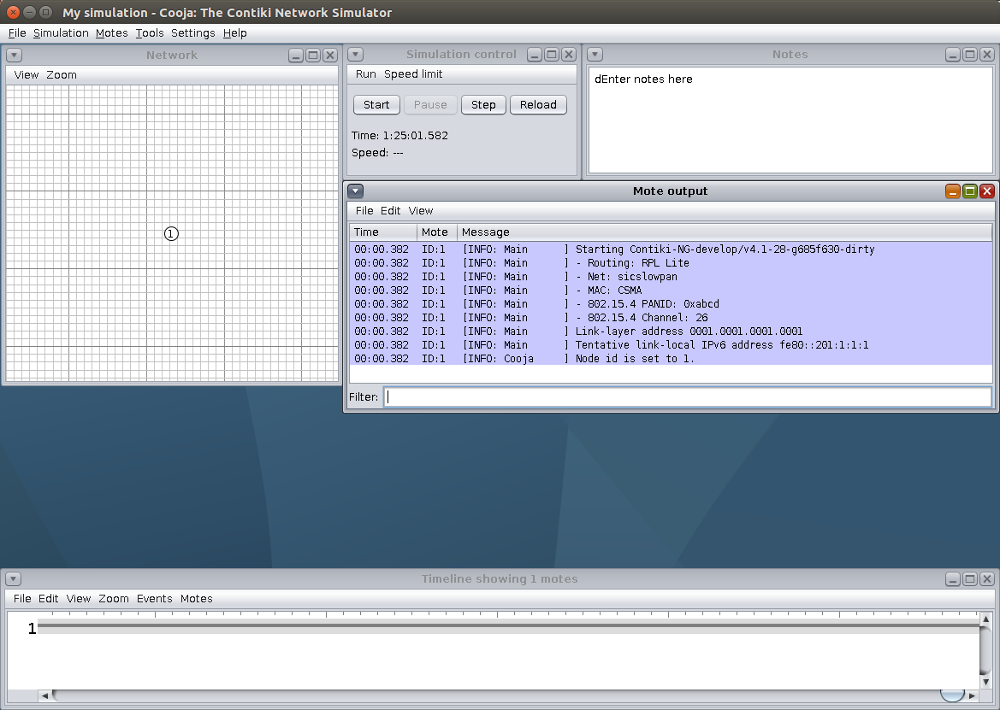 My simulation - Cooja: The Contiki Network Simulator
File Simulation Motes Tools Settings Help
Network
View Zoom
1
Simulation control
Run Speed limit
Start Pause Step Reload
Time: 1:25:01.582
Speed: ---
Notes
dEnter notes here
Mote output
File Edit View
Time Mote Message
00:00.382 ID:1 [INFO: Main ] Starting Contiki-NG-develop/v4.1-28-g685f630-dirty
00:00.382 ID:1 [INFO: Main ] - Routing: RPL Lite
00:00.382 ID:1 [INFO: Main ] - Net: sicslowpan
00:00.382 ID:1 [INFO: Main ] - MAC: CSMA
00:00.382 ID:1 [INFO: Main ] - 802.15.4 PANID: 0xabcd
00:00.382 ID:1 [INFO: Main ] - 802.15.4 Channel: 26
00:00.382 ID:1 [INFO: Main ] Link-layer address 0001.0001.0001.0001
00:00.382 ID:1 [INFO: Main ] Tentative link-local IPv6 address fe80::201:1:1:1
00:00.382 ID:1 [INFO: Cooja ] Node id is set to 1.
Filter:
Timeline showing 1 motes
File Edit View Zoom Events Motes
1